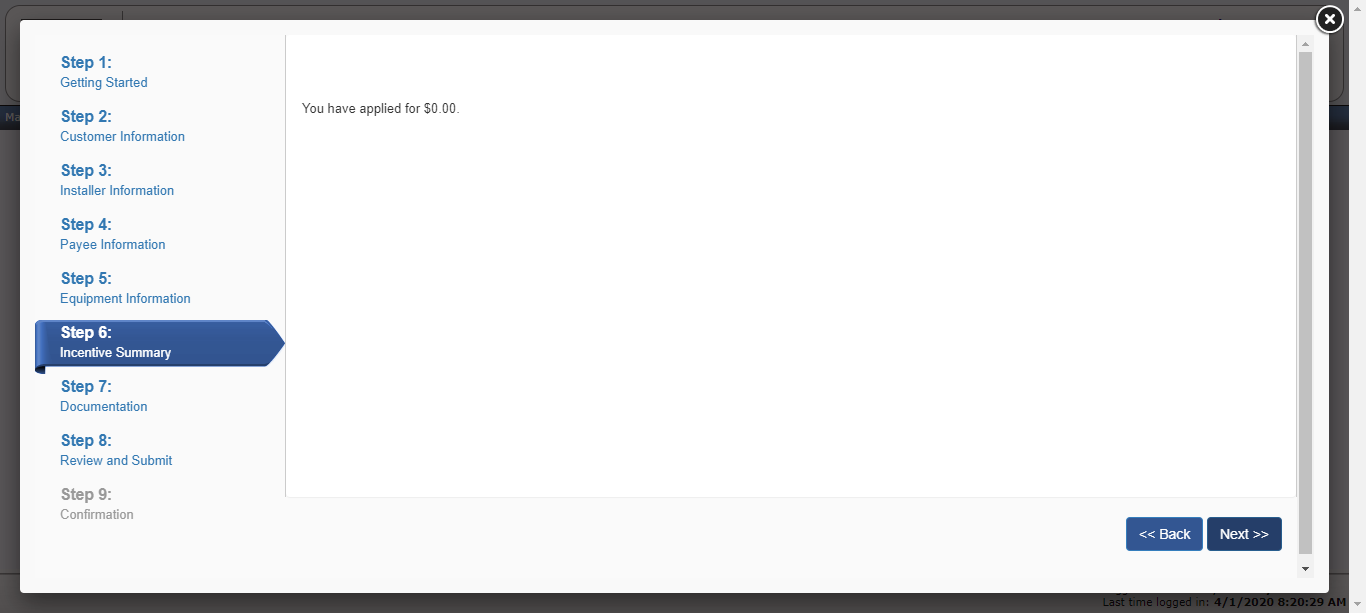 Step 1:
Getting Started
Step 2:
Customer Information
Step 3:
Installer Information
Step 4:
Payee Information
Step 5:
Equipment Information
Step 6:
Incentive Summary
Step 7:
Documentation
Step 8:
Review and Submit
Step 9:
Confirmation
You have applied for $0.00.
<< Back
Next >>
Ma
Last time logged in: 4/1/2020 8:20:29 AM